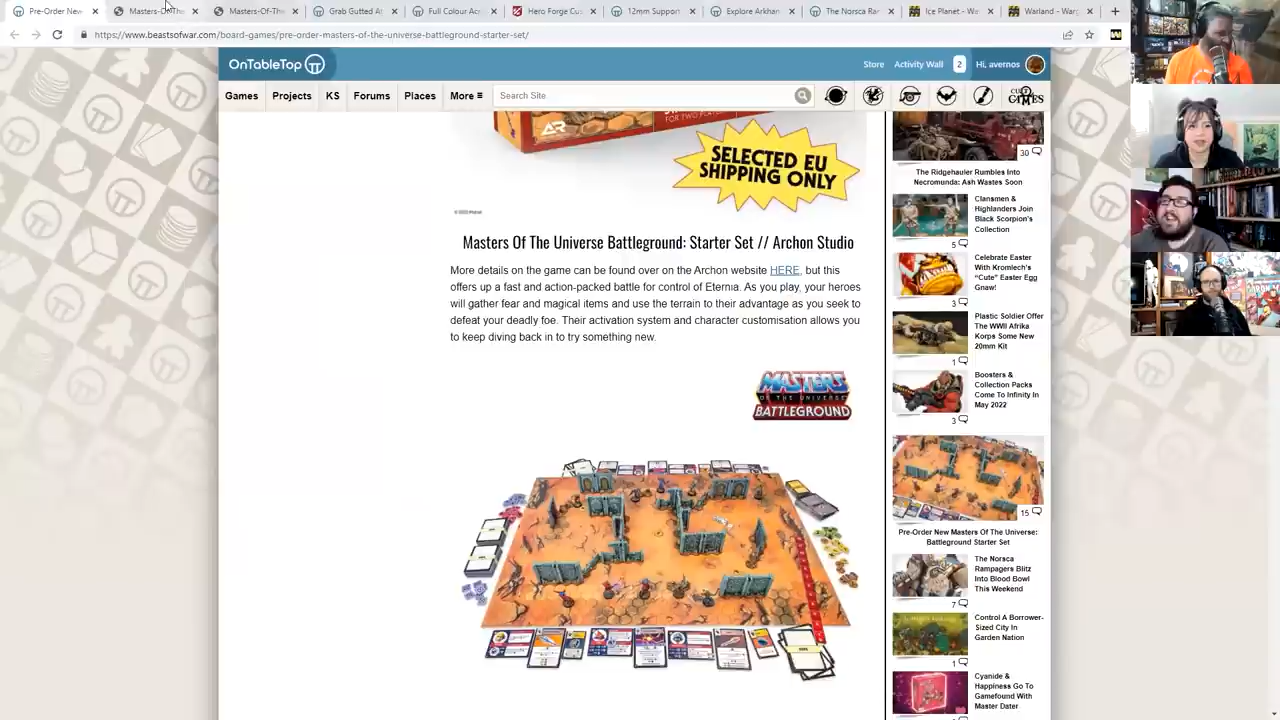 Pre-Order New
Masters-Of-The
Masters-Of-The
Grab Gutted At
Full Colour Acr
Hero Forge Cus
12mm Support
Explore Arkhan
The Norsca Ran
Ice Planet - Wa
Warland - Warg
https://www.beastsofwar.com/board-games/pre-order-masters-of-the-universe-battleground-starter-set/
OnTableTop
Store
Activity Wall
2
Hi, avernos
Games
Projects
KS
Forums
Places
More ≡
Search Site
AR
FOR TWO PLAYERS
SELECTED EU
SHIPPING ONLY
Masters Of The Universe Battleground: Starter Set // Archon Studio
More details on the game can be found over on the Archon website HERE, but this
offers up a fast and action-packed battle for control of Eternia. As you play, your heroes
will gather fear and magical items and use the terrain to their advantage as you seek to
defeat your deadly foe. Their activation system and character customisation allows you
to keep diving back in to try something new.
MASTERS
OF THE UNIVERSE
BATTLEGROUND
30
The Ridgehauler Rumbles Into
Necromunda: Ash Wastes Soon
Clansmen &
Highlanders Join
Black Scorpion's
Collection
5
Celebrate Easter
With Kromlech's
"Cute" Easter Egg
Gnaw!
3
Plastic Soldier Offer
The WWII Afrika
Korps Some New
20mm Kit
1
Boosters &
Collection Packs
Come To Infinity In
May 2022
3
15
Pre-Order New Masters Of The Universe:
Battleground Starter Set
The Norsca
Rampagers Blitz
Into Blood Bowl
This Weekend
7
Control A Borrower-
Sized City In
Garden Nation
1
Cyanide &
Happiness Go To
Gamefound With
Master Dater